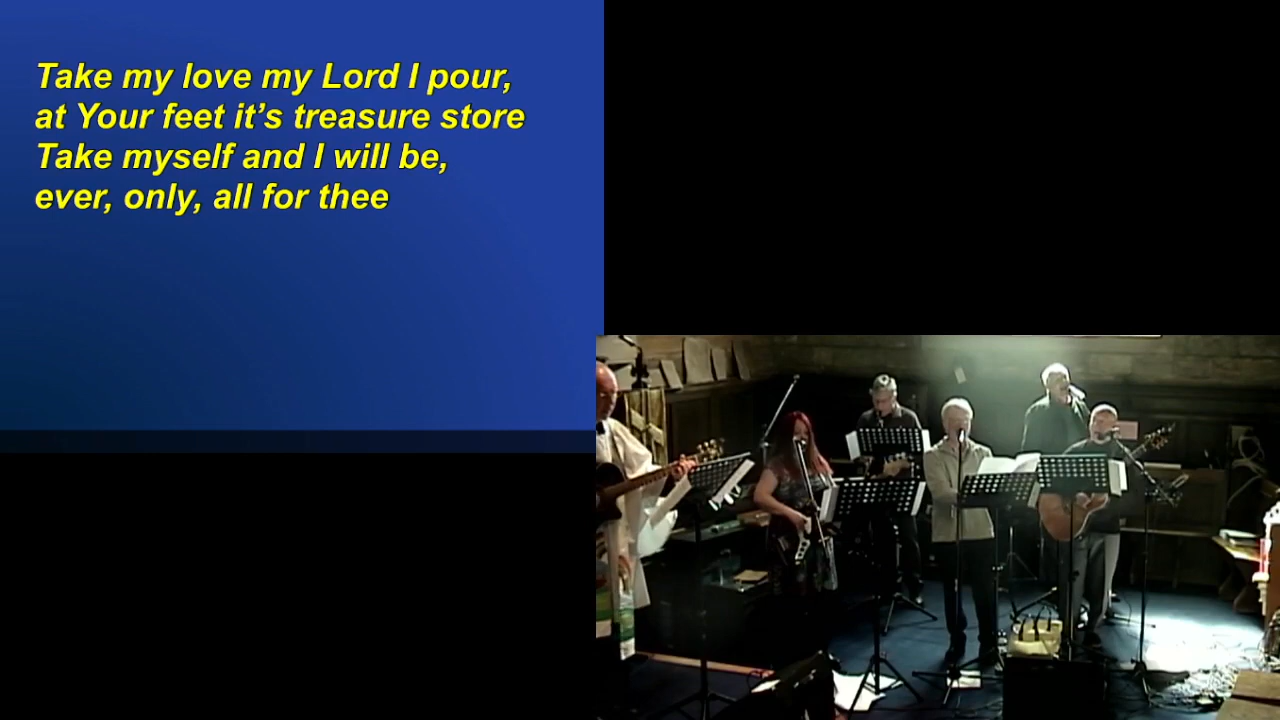 Take my love my Lord I pour,
at Your feet it’s treasure store
Take myself and I will be,
ever, only, all for thee